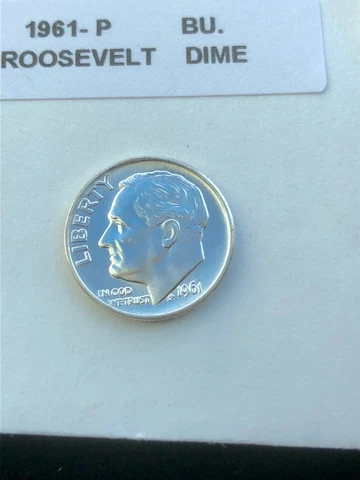 1961- P BU.
ROOSEVELT DIME
LIBERTY
IN GOD
WE TRUST
1961